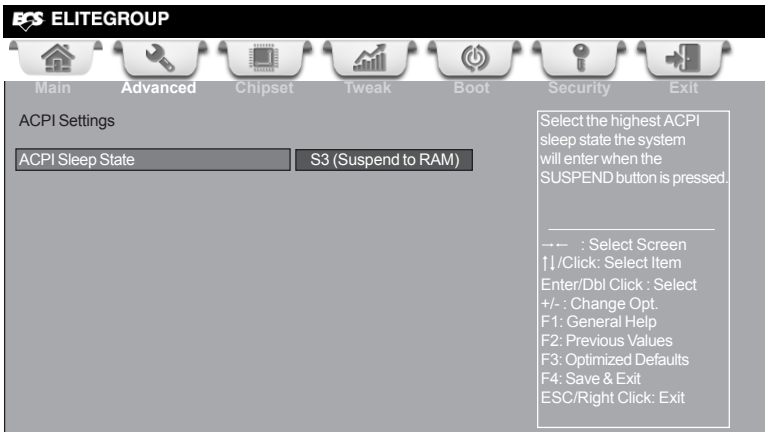 ECS ELITEGROUP
Main Advanced Chipset Tweak Boot Security Exit
ACPI Settings
ACPI Sleep State S3 (Suspend to RAM)
Select the highest ACPI
sleep state the system
will enter when the
SUSPEND button is pressed.
→← : Select Screen
↑↓/Click: Select Item
Enter/Dbl Click : Select
+/- : Change Opt.
F1: General Help
F2: Previous Values
F3: Optimized Defaults
F4: Save & Exit
ESC/Right Click: Exit